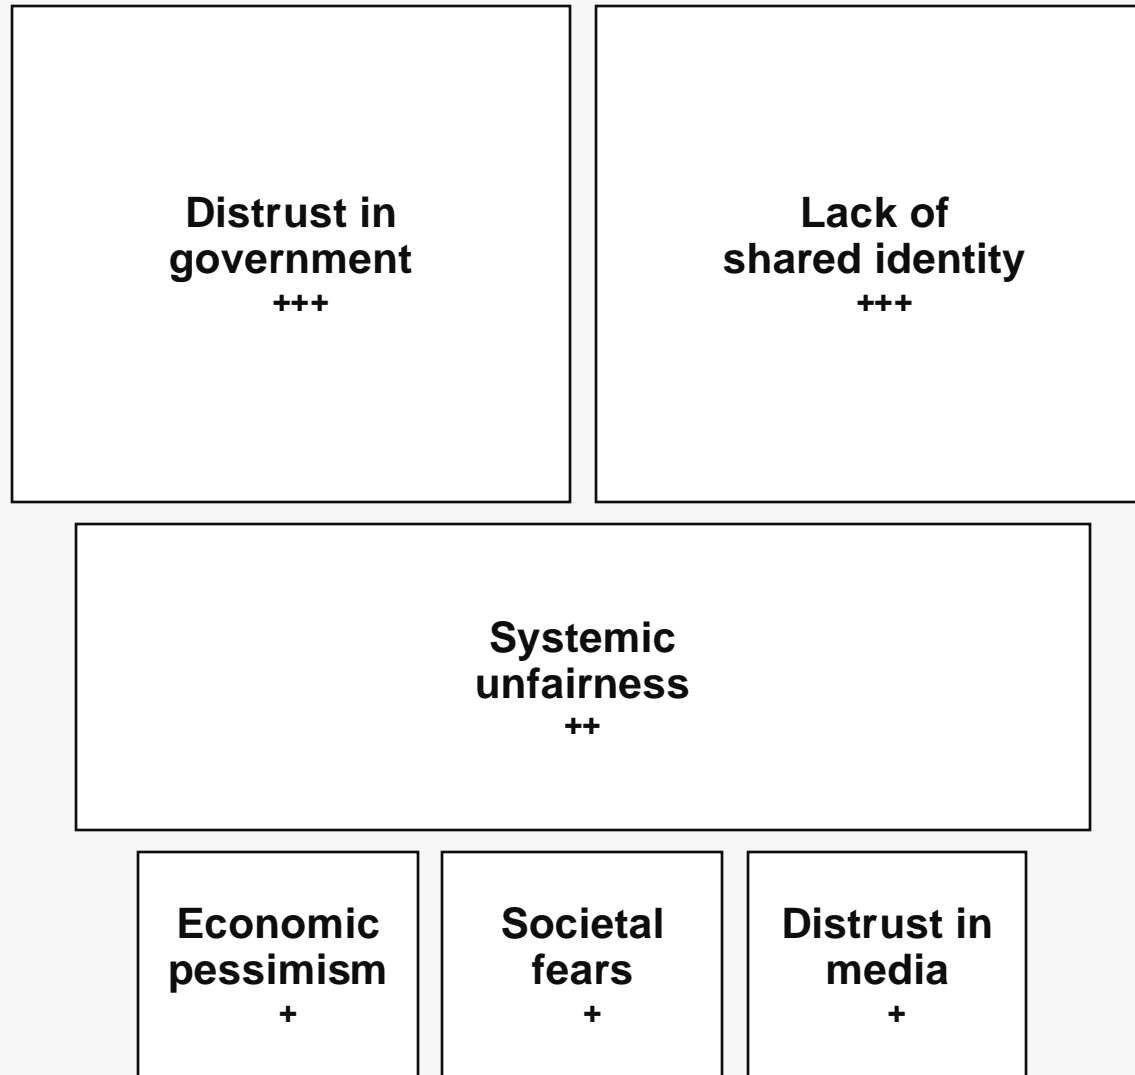 Distrust in
government
+++
Lack of
shared identity
+++
Systemic
unfairness
++
Economic
pessimism
+
Societal
fears
+
Distrust in
media
+